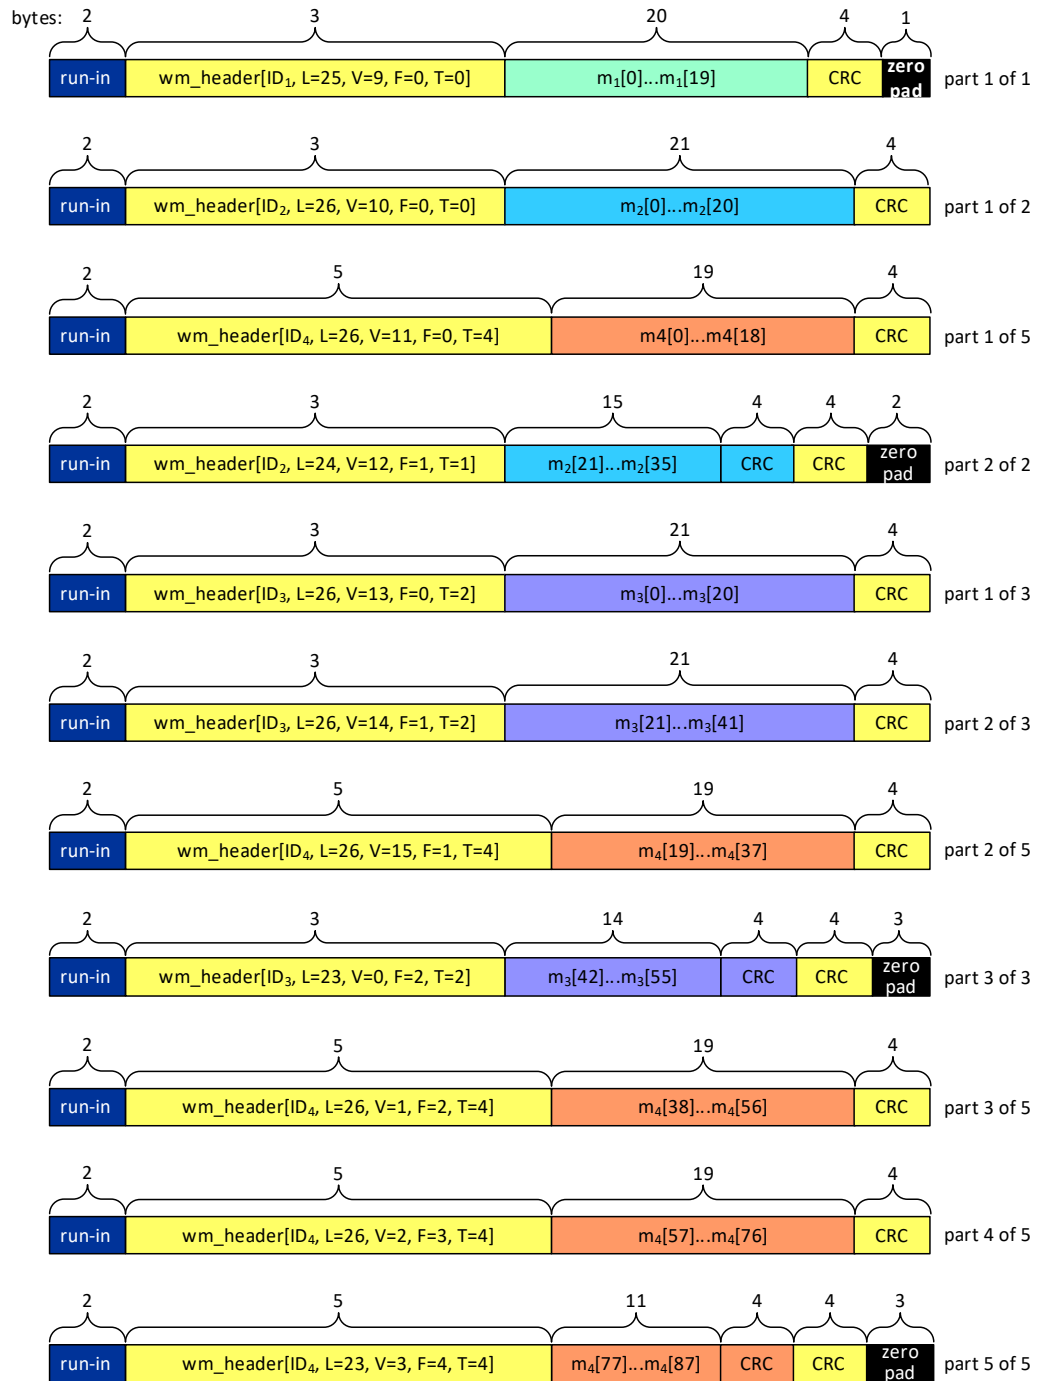 bytes: 2 3 20 4 1
run-in wm_header[ID₁, L=25, V=9, F=0, T=0] m₁[0]...m₁[19] CRC zero pad part 1 of 1
2 3 21 4
run-in wm_header[ID₂, L=26, V=10, F=0, T=0] m₂[0]...m₂[20] CRC part 1 of 2
2 5 19 4
run-in wm_header[ID₄, L=26, V=11, F=0, T=4] m4[0]...m4[18] CRC part 1 of 5
2 3 15 4 4 2
run-in wm_header[ID₂, L=24, V=12, F=1, T=1] m₂[21]...m₂[35] CRC CRC zero pad part 2 of 2
2 3 21 4
run-in wm_header[ID₃, L=26, V=13, F=0, T=2] m₃[0]...m₃[20] CRC part 1 of 3
2 3 21 4
run-in wm_header[ID₃, L=26, V=14, F=1, T=2] m₃[21]...m₃[41] CRC part 2 of 3
2 5 19 4
run-in wm_header[ID₄, L=26, V=15, F=1, T=4] m₄[19]...m₄[37] CRC part 2 of 5
2 3 14 4 4 3
run-in wm_header[ID₃, L=23, V=0, F=2, T=2] m₃[42]...m₃[55] CRC CRC zero pad part 3 of 3
2 5 19 4
run-in wm_header[ID₄, L=26, V=1, F=2, T=4] m₄[38]...m₄[56] CRC part 3 of 5
2 5 19 4
run-in wm_header[ID₄, L=26, V=2, F=3, T=4] m₄[57]...m₄[76] CRC part 4 of 5
2 5 11 4 4 3
run-in wm_header[ID₄, L=23, V=3, F=4, T=4] m₄[77]...m₄[87] CRC CRC zero pad part 5 of 5